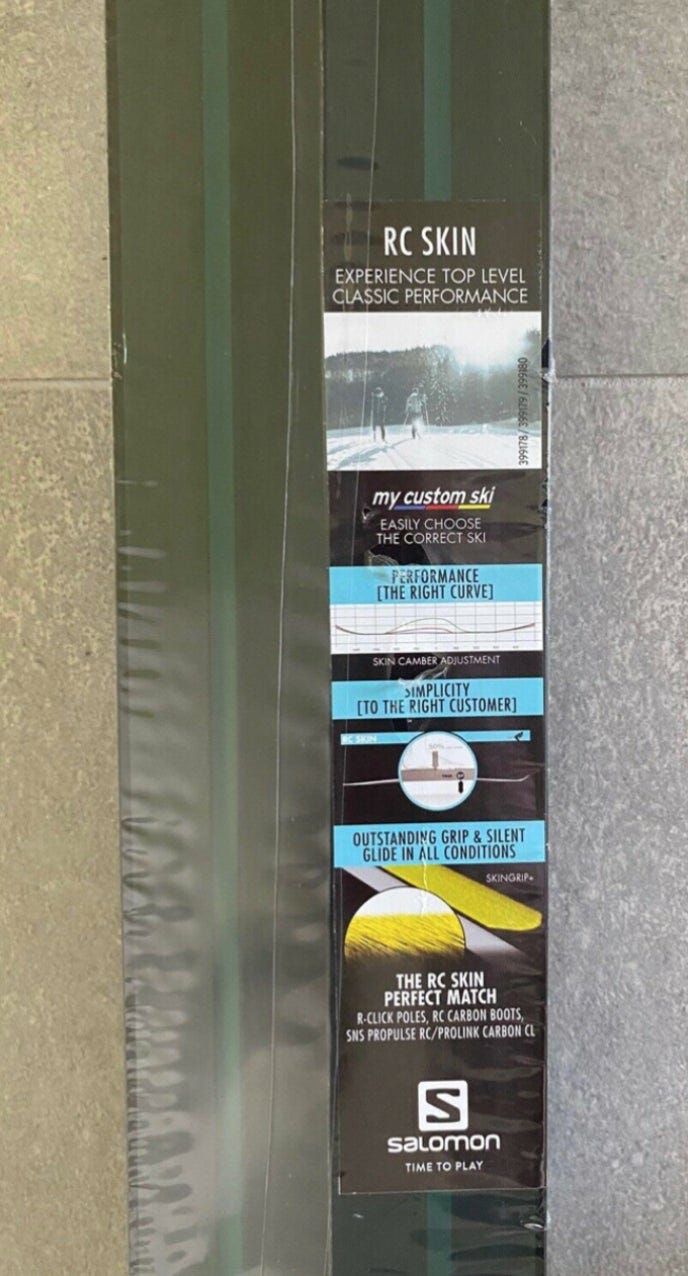 RC SKIN
EXPERIENCE TOP LEVEL
CLASSIC PERFORMANCE
399178 / 399179 / 399180
my custom ski
EASILY CHOOSE
THE CORRECT SKI
PERFORMANCE
[THE RIGHT CURVE]
SKIN CAMBER ADJUSTMENT
SIMPLICITY
[TO THE RIGHT CUSTOMER]
RC SKIN
50%
OUTSTANDING GRIP & SILENT
GLIDE IN ALL CONDITIONS
SKINGRIP+
THE RC SKIN
PERFECT MATCH
R-CLICK POLES, RC CARBON BOOTS,
SNS PROPULSE RC/PROLINK CARBON CL
S
SALOMON
TIME TO PLAY